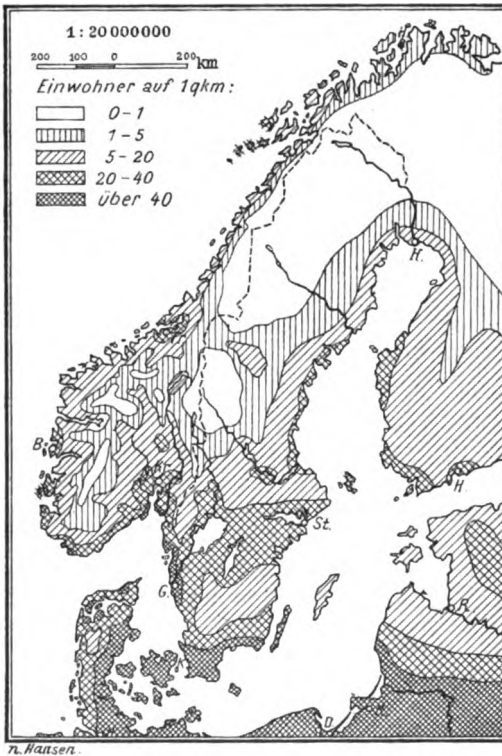 1:20000000
200 100 0 200 km
Einwohner auf 1qkm:
0-1
1-5
5-20
20-40
über 40
H.
B.
Kr.
H.
St.
G.
R.
K.
D.
n. Hansen.